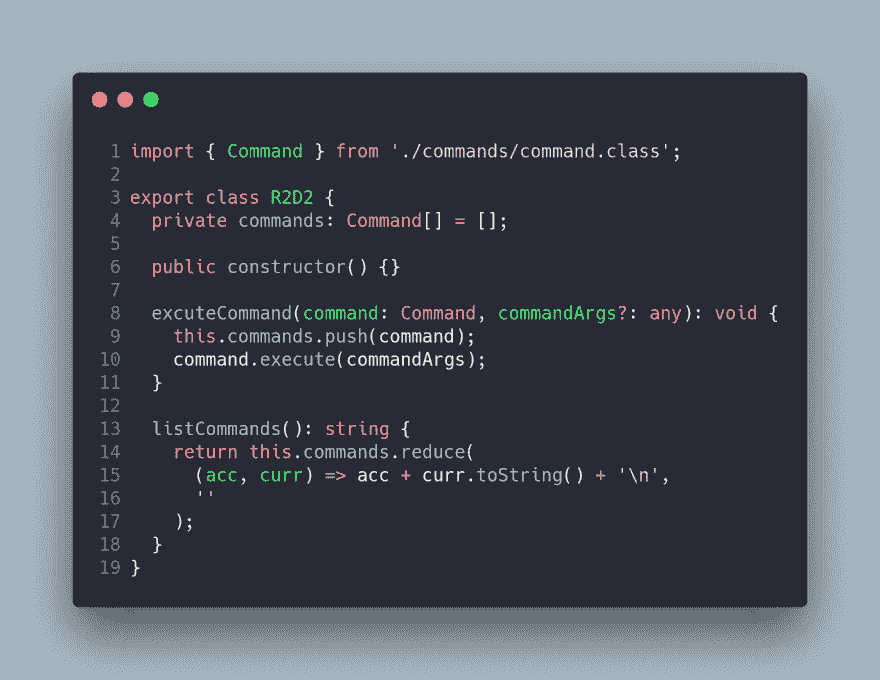 1 import { Command } from './commands/command.class';
2
3 export class R2D2 {
4   private commands: Command[] = [];
5
6   public constructor() {}
7
8   excuteCommand(command: Command, commandArgs?: any): void {
9     this.commands.push(command);
10     command.execute(commandArgs);
11   }
12
13   listCommands(): string {
14     return this.commands.reduce(
15       (acc, curr) => acc + curr.toString() + '\n',
16       ''
17     );
18   }
19 }